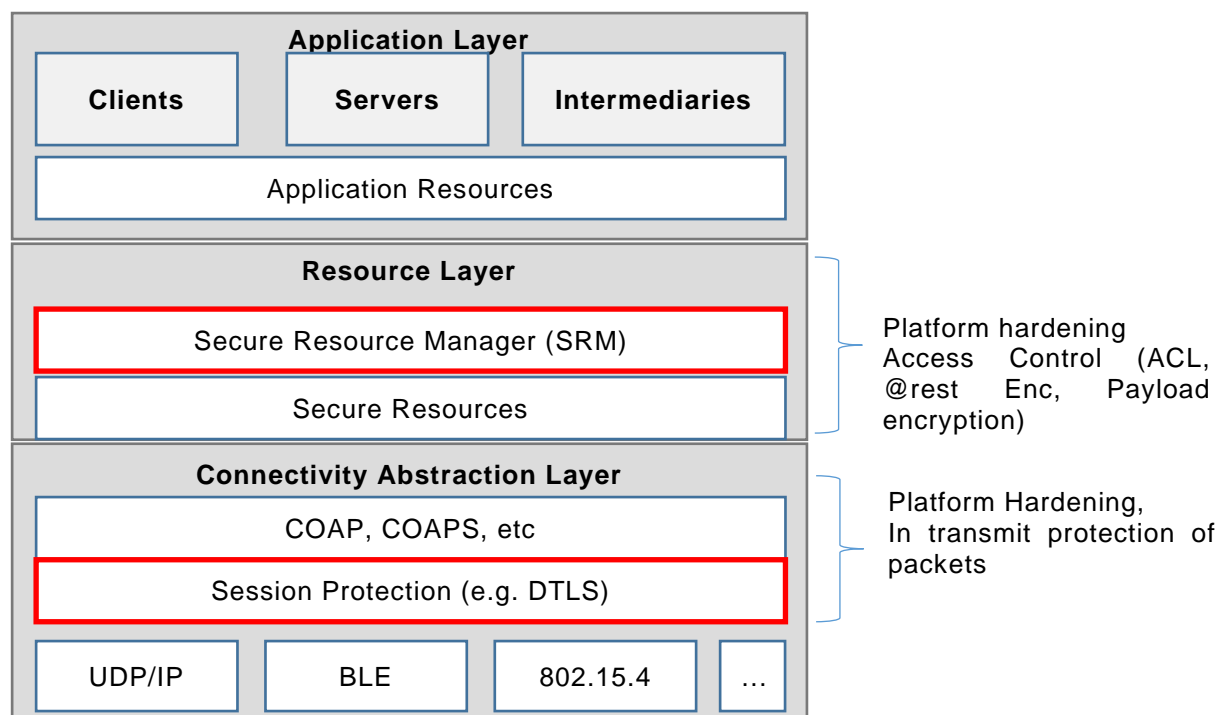 Application Layer
Clients
Servers
Intermediaries
Application Resources
Resource Layer
Secure Resource Manager (SRM)
Secure Resources
Platform hardening
Access Control (ACL,
@rest Enc, Payload
encryption)
Connectivity Abstraction Layer
COAP, COAPS, etc
Session Protection (e.g. DTLS)
Platform Hardening,
In transmit protection of
packets
UDP/IP
BLE
802.15.4
…